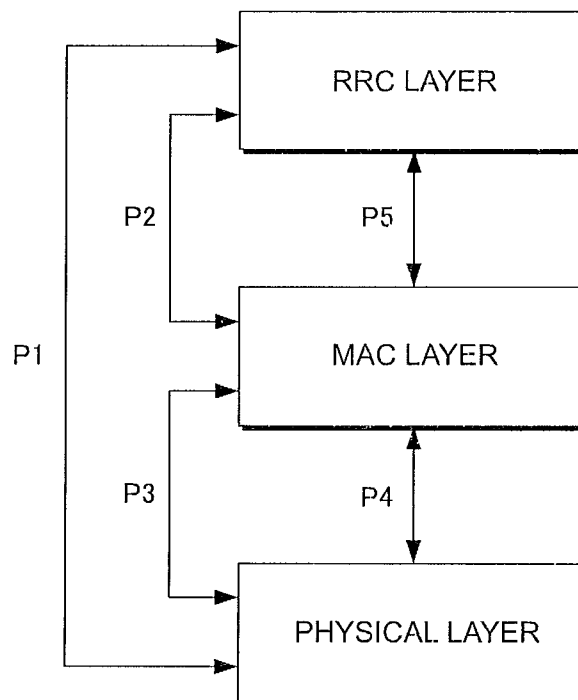 RRC LAYER
P2
P5
P1
MAC LAYER
P3
P4
PHYSICAL LAYER